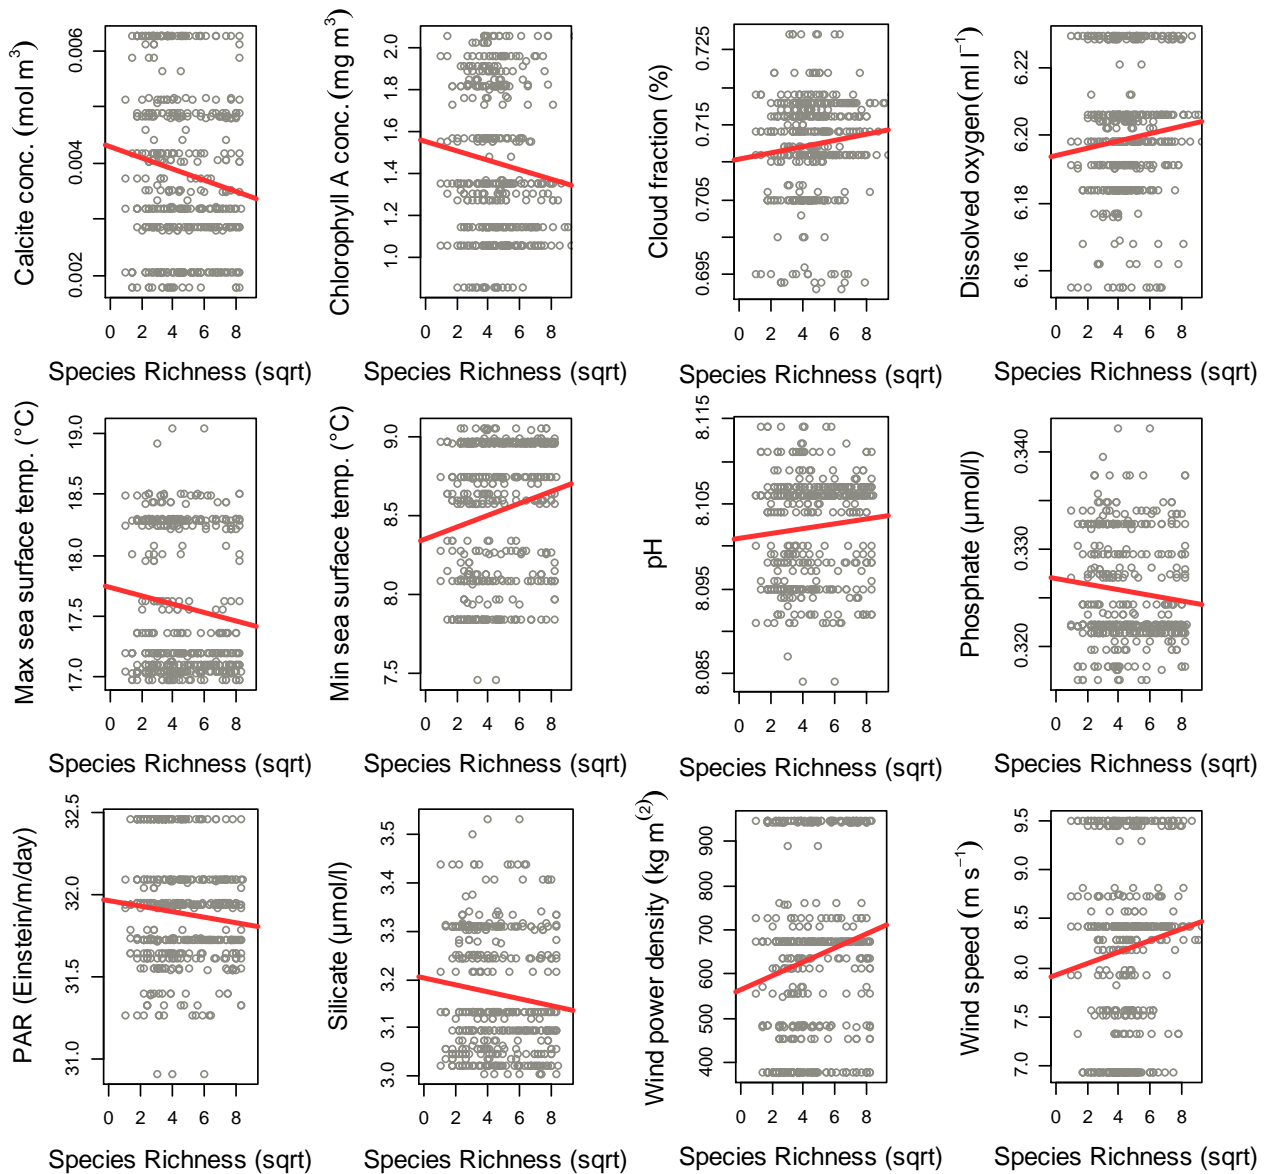 Calcite conc. (mol m³)
0.002 0.004 0.006
0 2 4 6 8
Species Richness (sqrt)
Chlorophyll A conc. (mg m³)
1.0 1.2 1.4 1.6 1.8 2.0
0 2 4 6 8
Species Richness (sqrt)
Cloud fraction (%)
0.695 0.705 0.715 0.725
0 2 4 6 8
Species Richness (sqrt)
Dissolved oxygen (ml l⁻¹)
6.16 6.18 6.20 6.22
0 2 4 6 8
Species Richness (sqrt)
Max sea surface temp. (°C)
17.0 17.5 18.0 18.5 19.0
0 2 4 6 8
Species Richness (sqrt)
Min sea surface temp. (°C)
7.5 8.0 8.5 9.0
0 2 4 6 8
Species Richness (sqrt)
pH
8.085 8.095 8.105 8.115
0 2 4 6 8
Species Richness (sqrt)
Phosphate (µmol/l)
0.320 0.330 0.340
0 2 4 6 8
Species Richness (sqrt)
PAR (Einstein/m/day)
31.0 31.5 32.0 32.5
0 2 4 6 8
Species Richness (sqrt)
Silicate (µmol/l)
3.0 3.1 3.2 3.3 3.4 3.5
0 2 4 6 8
Species Richness (sqrt)
Wind power density (kg m⁽²⁾)
400 500 600 700 800 900
0 2 4 6 8
Species Richness (sqrt)
Wind speed (m s⁻¹)
7.0 7.5 8.0 8.5 9.0 9.5
0 2 4 6 8
Species Richness (sqrt)